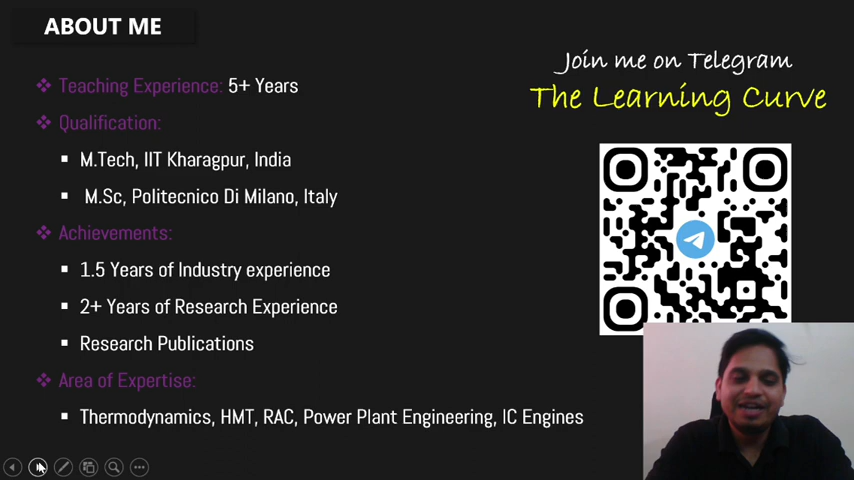 ABOUT ME
Teaching Experience: 5+ Years
Qualification:
M.Tech, IIT Kharagpur, India
M.Sc, Politecnico Di Milano, Italy
Achievements:
1.5 Years of Industry experience
2+ Years of Research Experience
Research Publications
Area of Expertise:
Thermodynamics, HMT, RAC, Power Plant Engineering, IC Engines
Join me on Telegram
The Learning Curve